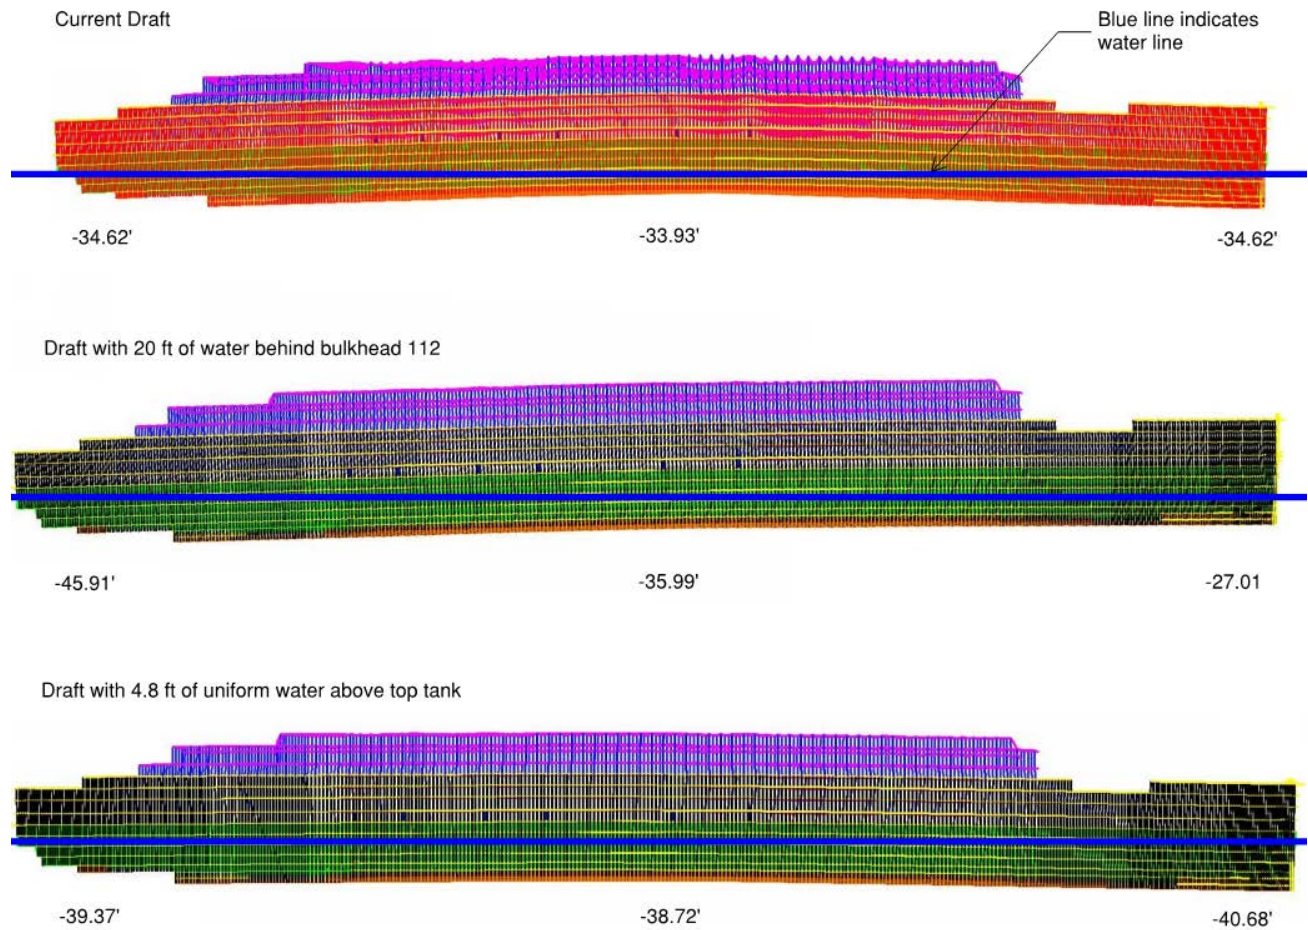 Current Draft
Blue line indicates
water line
-34.62'
-33.93'
-34.62'
Draft with 20 ft of water behind bulkhead 112
-45.91'
-35.99'
-27.01
Draft with 4.8 ft of uniform water above top tank
-39.37'
-38.72'
-40.68'